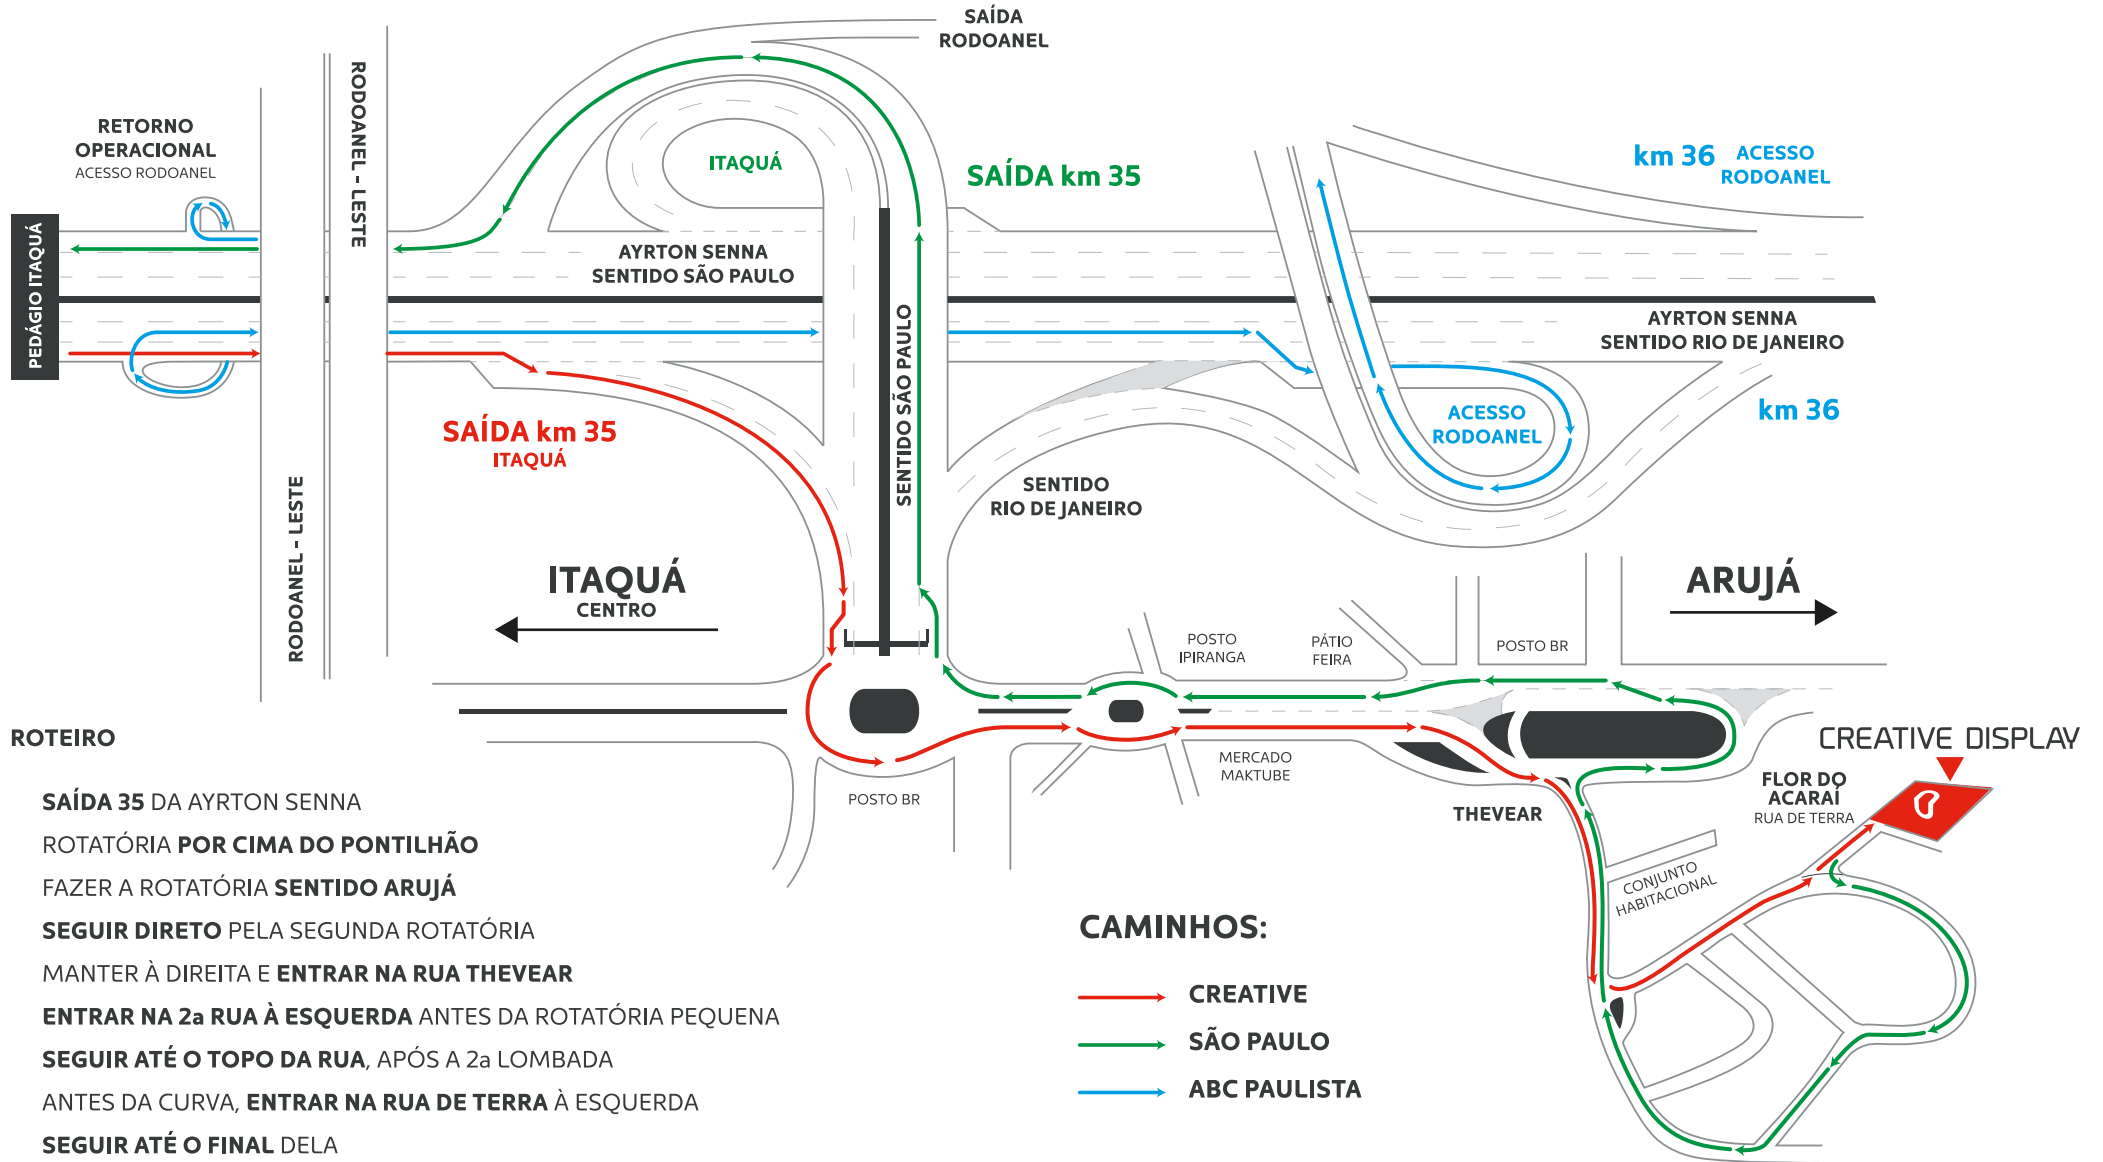 SAÍDA
RODOANEL
RODOANEL - LESTE
RETORNO
OPERACIONAL
ACESSO RODOANEL
ITAQUÁ
SAÍDA km 35
km 36 ACESSO
RODOANEL
PEDÁGIO ITAQUÁ
AYRTON SENNA
SENTIDO SÃO PAULO
AYRTON SENNA
SENTIDO RIO DE JANEIRO
SENTIDO SÃO PAULO
SAÍDA km 35
ITAQUÁ
ACESSO
RODOANEL
km 36
SENTIDO
RIO DE JANEIRO
RODOANEL - LESTE
ITAQUÁ
CENTRO
ARUJÁ
POSTO
IPIRANGA
PÁTIO
FEIRA
POSTO BR
MERCADO
MAKTUBE
POSTO BR
THEVEAR
CREATIVE DISPLAY
FLOR DO
ACARAÍ
RUA DE TERRA
CONJUNTO
HABITACIONAL
ROTEIRO
SAÍDA 35 DA AYRTON SENNA
ROTATÓRIA POR CIMA DO PONTILHÃO
FAZER A ROTATÓRIA SENTIDO ARUJÁ
SEGUIR DIRETO PELA SEGUNDA ROTATÓRIA
MANTER À DIREITA E ENTRAR NA RUA THEVEAR
ENTRAR NA 2a RUA À ESQUERDA ANTES DA ROTATÓRIA PEQUENA
SEGUIR ATÉ O TOPO DA RUA, APÓS A 2a LOMBADA
ANTES DA CURVA, ENTRAR NA RUA DE TERRA À ESQUERDA
SEGUIR ATÉ O FINAL DELA
CAMINHOS:
CREATIVE
SÃO PAULO
ABC PAULISTA